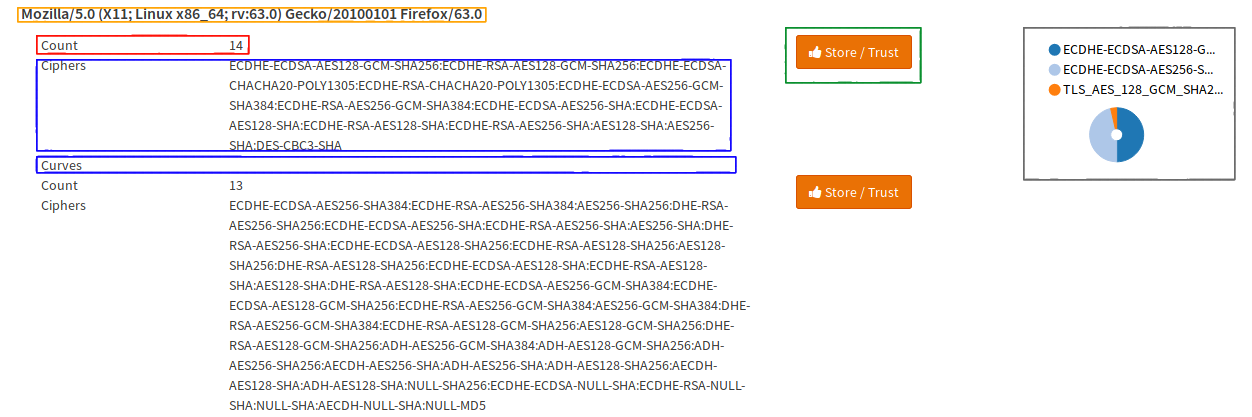 Mozilla/5.0 (X11; Linux x86_64; rv:63.0) Gecko/20100101 Firefox/63.0
Count 14
Ciphers ECDHE-ECDSA-AES128-GCM-SHA256:ECDHE-RSA-AES128-GCM-SHA256:ECDHE-ECDSA-
CHACHA20-POLY1305:ECDHE-RSA-CHACHA20-POLY1305:ECDHE-ECDSA-AES256-GCM-
SHA384:ECDHE-RSA-AES256-GCM-SHA384:ECDHE-ECDSA-AES256-SHA:ECDHE-ECDSA-
AES128-SHA:ECDHE-RSA-AES128-SHA:ECDHE-RSA-AES256-SHA:AES128-SHA:AES256-
SHA:DES-CBC3-SHA
Curves
Store / Trust
ECDHE-ECDSA-AES128-G...
ECDHE-ECDSA-AES256-S...
TLS_AES_128_GCM_SHA2...
Count 13
Ciphers ECDHE-ECDSA-AES256-SHA384:ECDHE-RSA-AES256-SHA384:AES256-SHA256:DHE-RSA-
AES256-SHA256:ECDHE-ECDSA-AES256-SHA:ECDHE-RSA-AES256-SHA:AES256-SHA:DHE-
RSA-AES256-SHA:ECDHE-ECDSA-AES128-SHA256:ECDHE-RSA-AES128-SHA256:AES128-
SHA256:DHE-RSA-AES128-SHA256:ECDHE-ECDSA-AES128-SHA:ECDHE-RSA-AES128-
SHA:AES128-SHA:DHE-RSA-AES128-SHA:ECDHE-ECDSA-AES256-GCM-SHA384:ECDHE-
ECDSA-AES128-GCM-SHA256:ECDHE-RSA-AES256-GCM-SHA384:AES256-GCM-SHA384:DHE-
RSA-AES256-GCM-SHA384:ECDHE-RSA-AES128-GCM-SHA256:AES128-GCM-SHA256:DHE-
RSA-AES128-GCM-SHA256:ADH-AES256-GCM-SHA384:ADH-AES128-GCM-SHA256:ADH-
AES256-SHA256:AECDH-AES256-SHA:ADH-AES256-SHA:ADH-AES128-SHA256:AECDH-
AES128-SHA:ADH-AES128-SHA:NULL-SHA256:ECDHE-ECDSA-NULL-SHA:ECDHE-RSA-NULL-
SHA:NULL-SHA:AECDH-NULL-SHA:NULL-MD5
Store / Trust